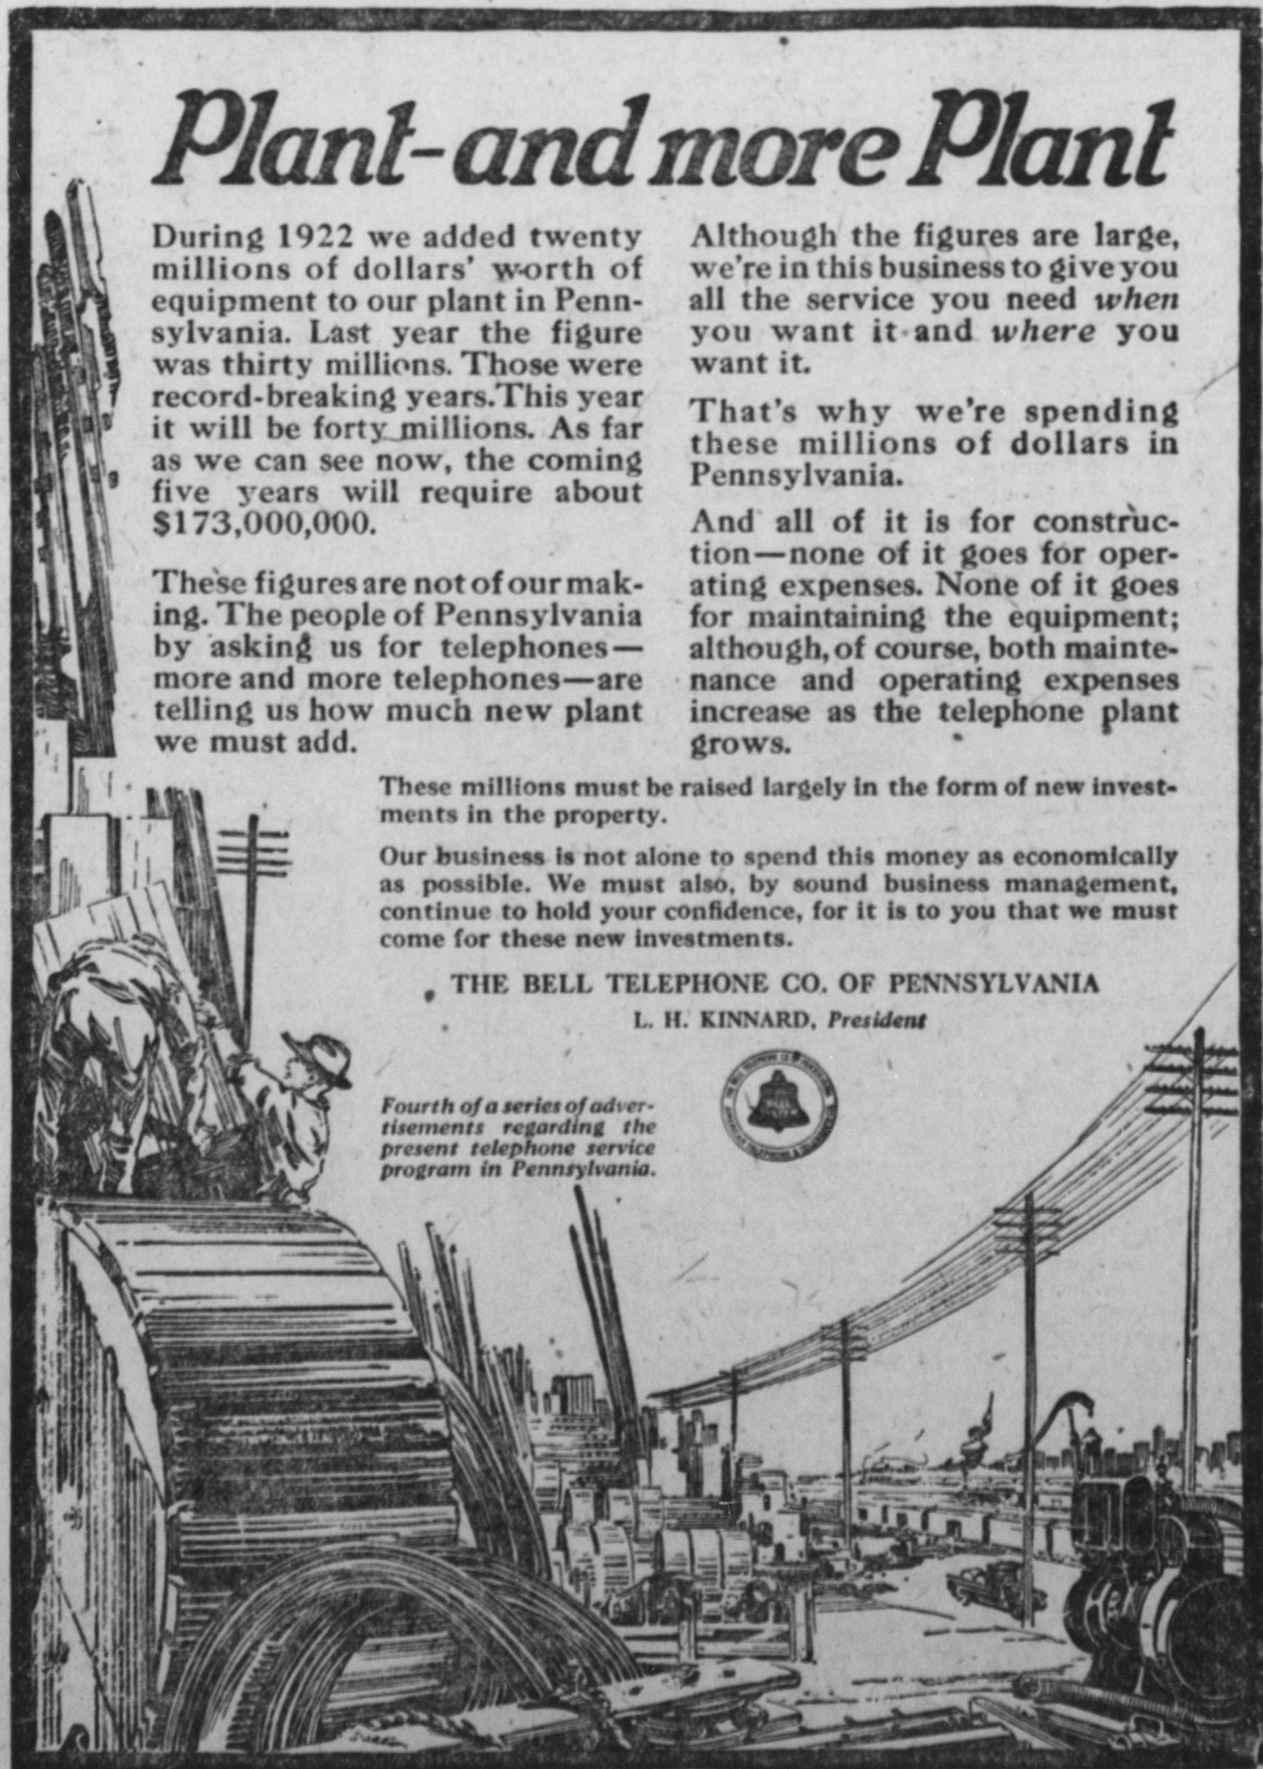 Plant-and more Plant
During 1922 we added twenty
millions of dollars' worth of
equipment to our plant in Penn-
sylvania. Last year the figure
was thirty millions. Those were
record-breaking years. This year
it will be forty millions. As far
as we can see now, the coming
five years will require about
$173,000,000.
These figures are not of our mak-
ing. The people of Pennsylvania
by asking us for telephones—
more and more telephones—are
telling us how much new plant
we must add.
Although the figures are large,
we're in this business to give you
all the service you need when
you want it and where you
want it.
That's why we're spending
these millions of dollars in
Pennsylvania.
And all of it is for construc-
tion—none of it goes for oper-
ating expenses. None of it goes
for maintaining the equipment;
although, of course, both mainte-
nance and operating expenses
increase as the telephone plant
grows.
These millions must be raised largely in the form of new invest-
ments in the property.
Our business is not alone to spend this money as economically
as possible. We must also, by sound business management,
continue to hold your confidence, for it is to you that we must
come for these new investments.
THE BELL TELEPHONE CO. OF PENNSYLVANIA
L. H. KINNARD, President
Fourth of a series of adver-
tisements regarding the
present telephone service
program in Pennsylvania.